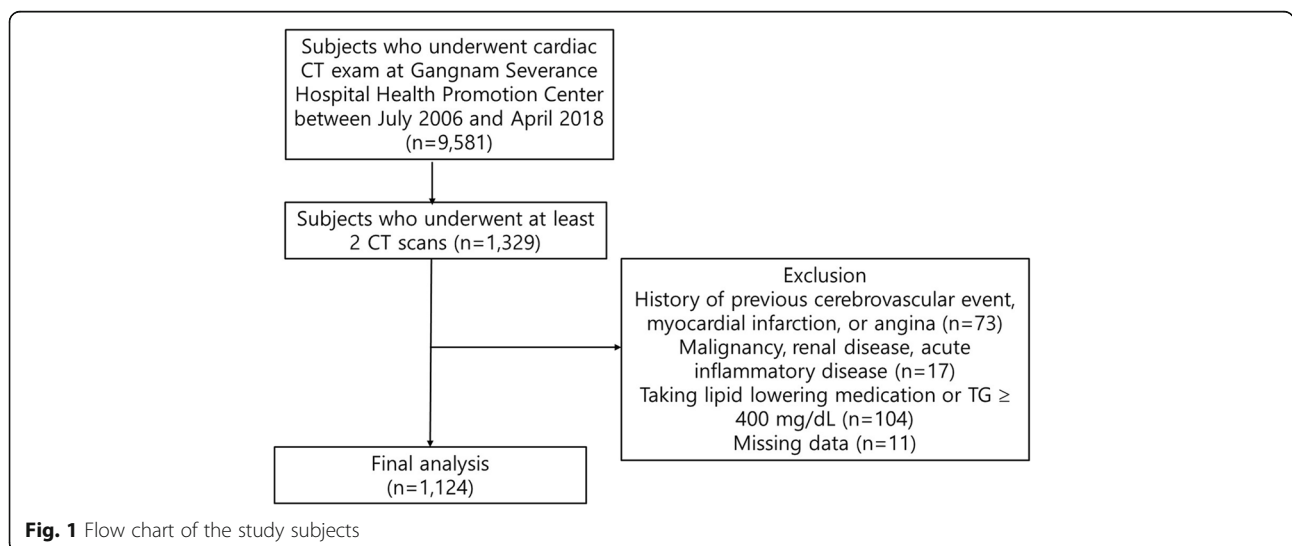 Subjects who underwent cardiac
CT exam at Gangnam Severance
Hospital Health Promotion Center
between July 2006 and April 2018
(n=9,581)
Subjects who underwent at least
2 CT scans (n=1,329)
Exclusion
History of previous cerebrovascular event,
myocardial infarction, or angina (n=73)
Malignancy, renal disease, acute
inflammatory disease (n=17)
Taking lipid lowering medication or TG ≥
400 mg/dL (n=104)
Missing data (n=11)
Final analysis
(n=1,124)
Fig. 1 Flow chart of the study subjects